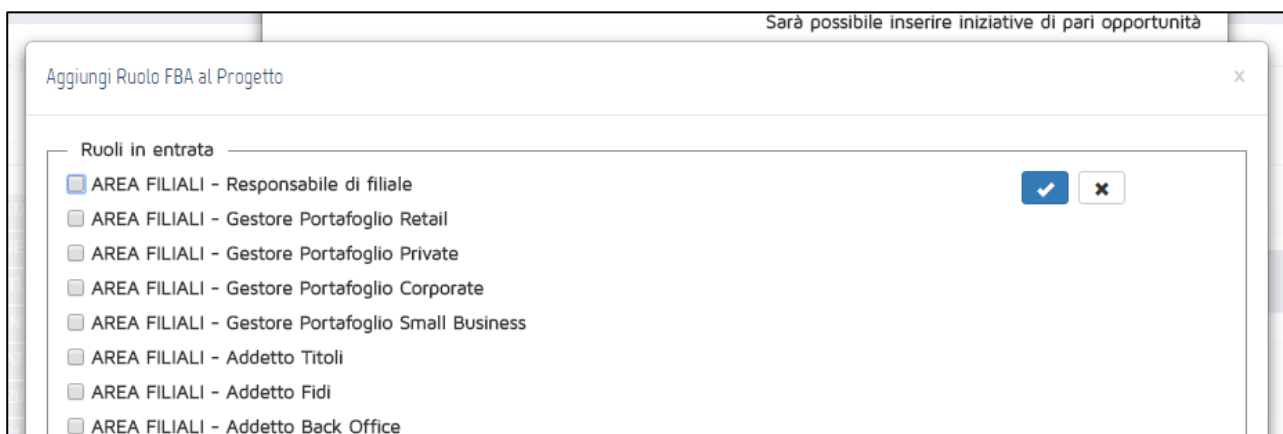 Sarà possibile inserire iniziative di pari opportunità
Aggiungi Ruolo FBA al Progetto
x
Ruoli in entrata
AREA FILIALI - Responsabile di filiale
AREA FILIALI - Gestore Portafoglio Retail
AREA FILIALI - Gestore Portafoglio Private
AREA FILIALI - Gestore Portafoglio Corporate
AREA FILIALI - Gestore Portafoglio Small Business
AREA FILIALI - Addetto Titoli
AREA FILIALI - Addetto Fidi
AREA FILIALI - Addetto Back Office